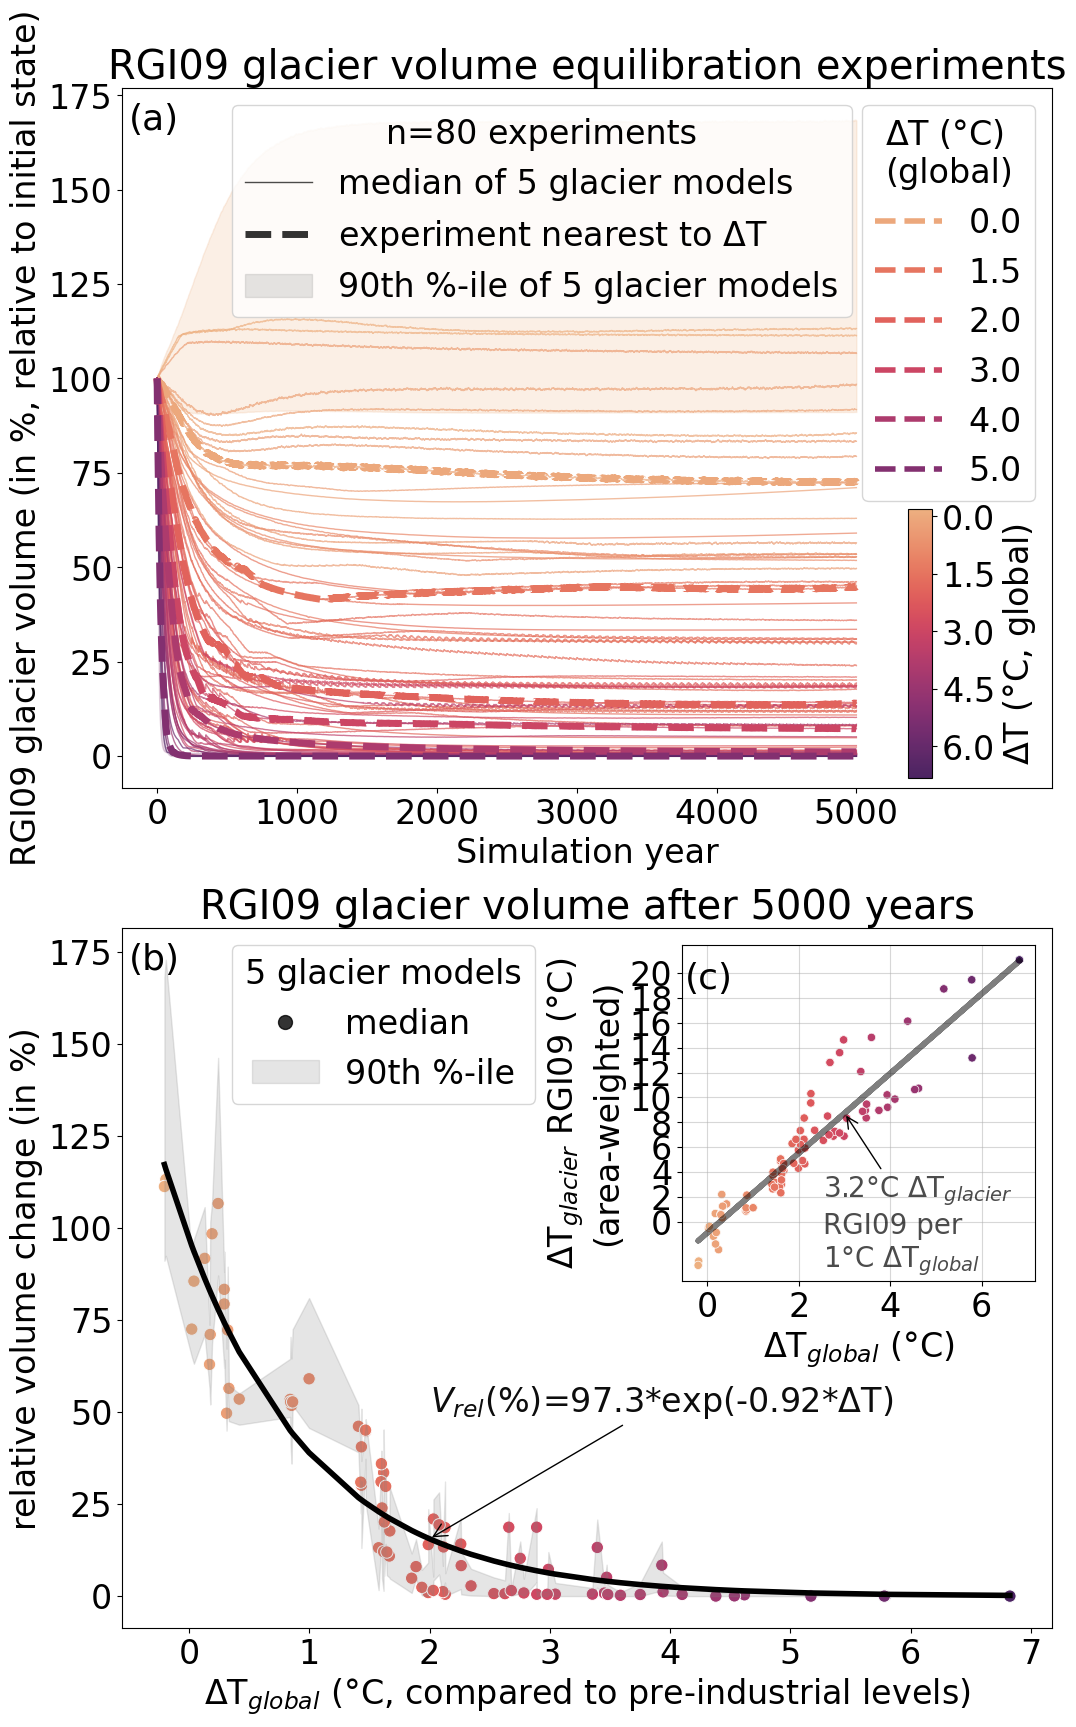 RGI09 glacier volume equilibration experiments
RGI09 glacier volume (in %, relative to initial state)
(a)
175
150
125
100
75
50
25
0
n=80 experiments
median of 5 glacier models
experiment nearest to ΔT
90th %-ile of 5 glacier models
ΔT (°C)
(global)
0.0
1.5
2.0
3.0
4.0
5.0
0.0
1.5
3.0
4.5
6.0
ΔT (°C, global)
0 1000 2000 3000 4000 5000
Simulation year
RGI09 glacier volume after 5000 years
relative volume change (in %)
(b)
175
150
125
100
75
50
25
0
5 glacier models
median
90th %-ile
V_rel(%)=97.3*exp(-0.92*ΔT)
0 1 2 3 4 5 6 7
ΔT_global (°C, compared to pre-industrial levels)
ΔT_glacier RGI09 (°C)
(area-weighted)
(c)
20
18
16
14
12
10
8
6
4
2
0
3.2°C ΔT_glacier
RGI09 per
1°C ΔT_global
0 2 4 6
ΔT_global (°C)